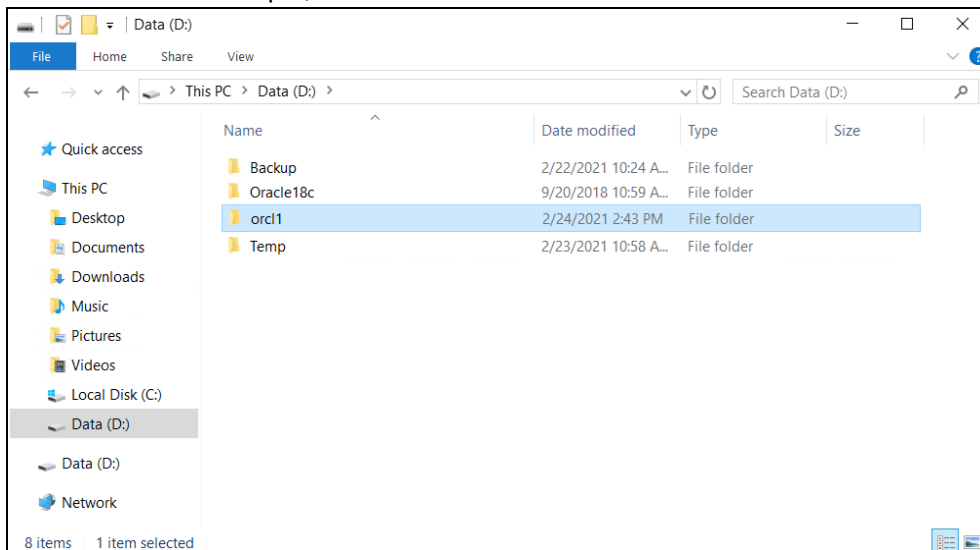 Data (D:)
File Home Share View
This PC Data (D:) Search Data (D:)
Name Date modified Type Size
Quick access
Backup 2/22/2021 10:24 A... File folder
This PC
Oracle18c 9/20/2018 10:59 A... File folder
Desktop
orcl1 2/24/2021 2:43 PM File folder
Documents
Temp 2/23/2021 10:58 A... File folder
Downloads
Music
Pictures
Videos
Local Disk (C:)
Data (D:)
Data (D:)
Network
8 items 1 item selected